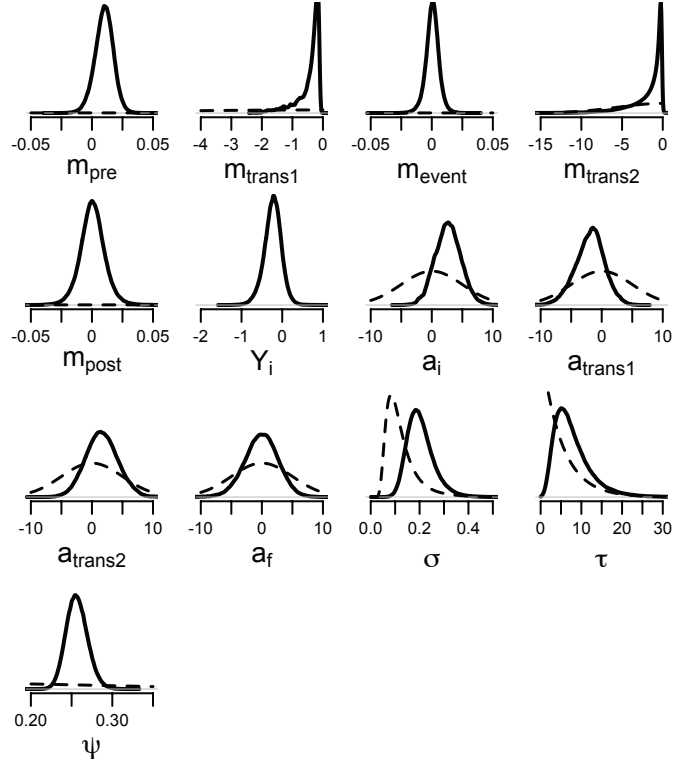 -0.05 0 0.05 -4 -3 -2 -1 0 -0.05 0 0.05 -15 -10 -5 0
m_pre m_trans1 m_event m_trans2
-0.05 0 0.05 -2 -1 0 1 -10 0 10 -10 0 10
m_post Y_i a_i a_trans1
-10 0 10 -10 0 10 0.0 0.2 0.4 0 10 20 30
a_trans2 a_f σ τ
0.20 0.30
ψ